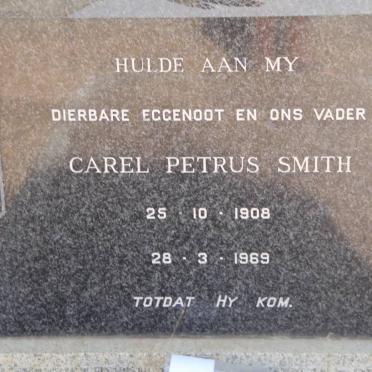 HULDE AAN MY
DIERBARE EGGENOOT EN ONS VADER
CAREL PETRUS SMITH
25 · 10 · 1908
28 · 3 · 1969
TOTDAT HY KOM.